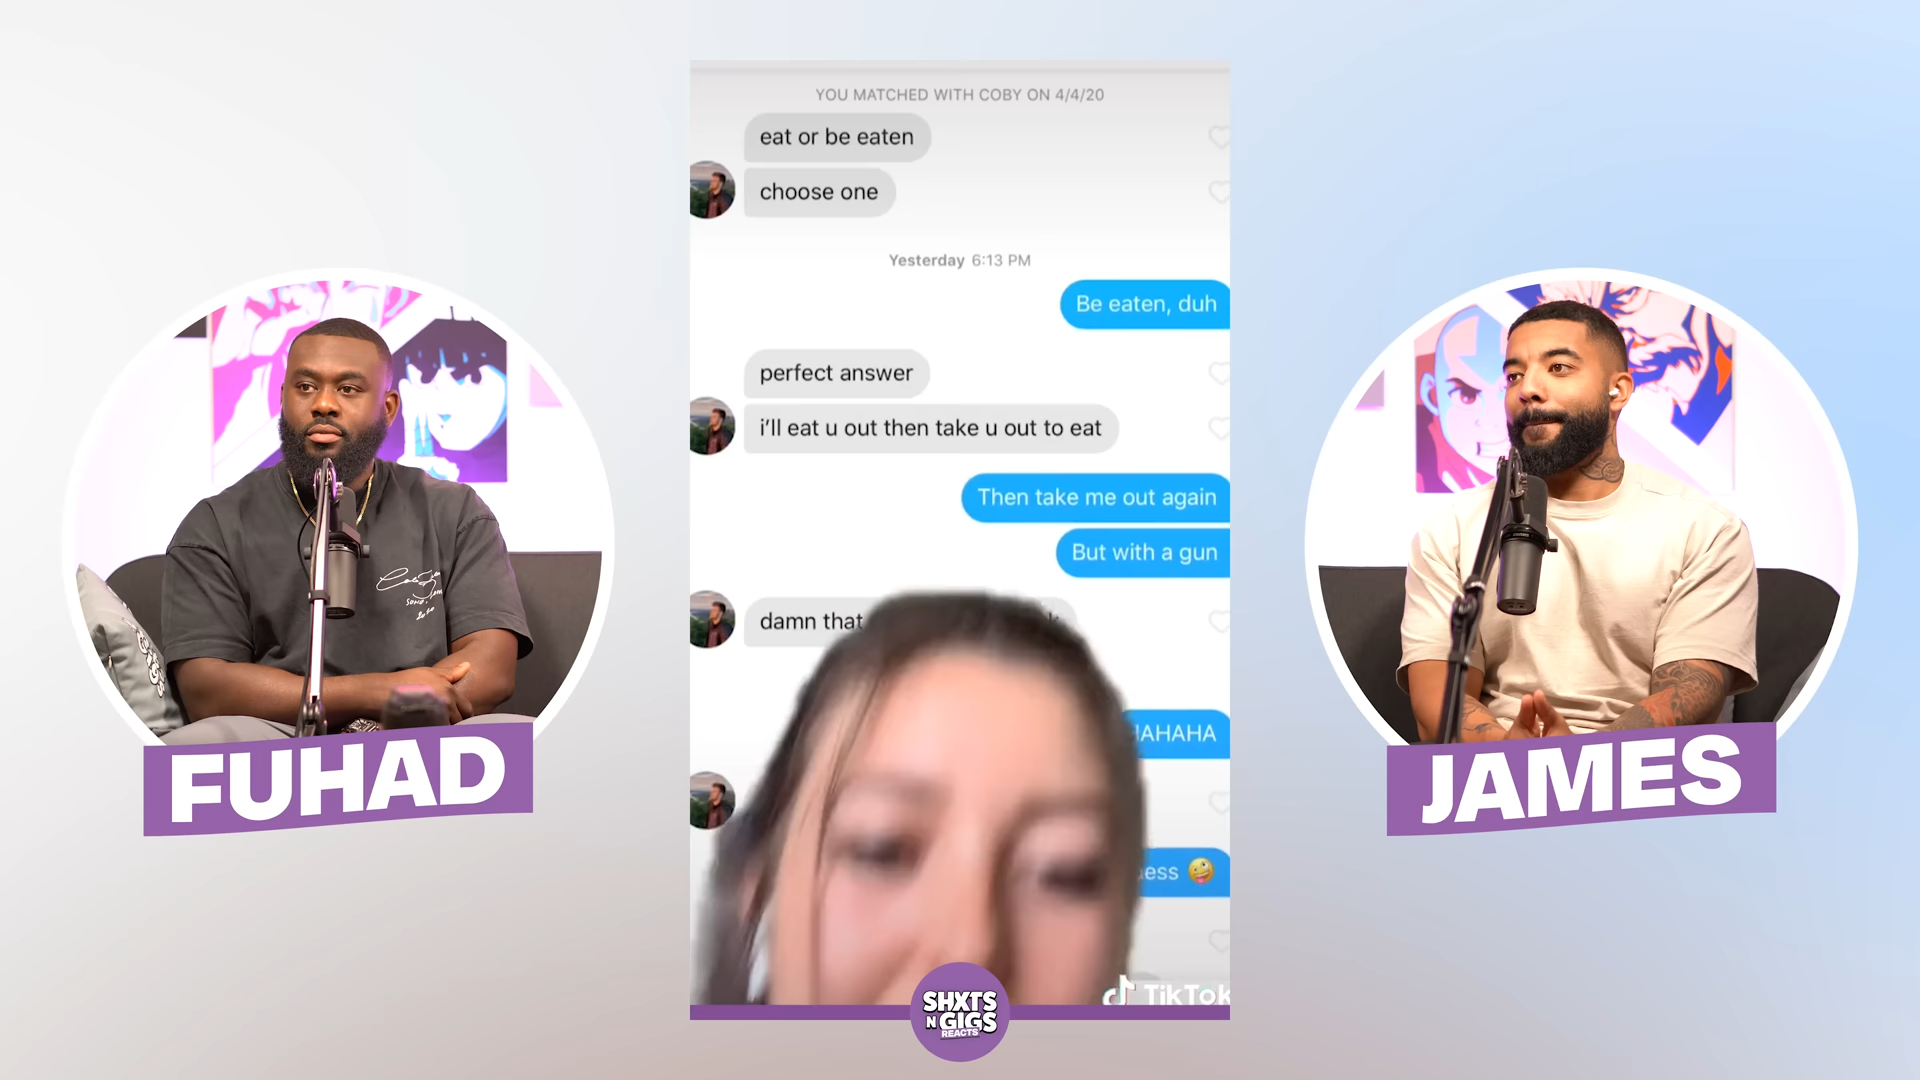 YOU MATCHED WITH COBY ON 4/4/20
eat or be eaten
choose one
Yesterday 6:13 PM
Be eaten, duh
perfect answer
i'll eat u out then take u out to eat
Then take me out again
But with a gun
damn that
AHAHA
🤪
TikTok
FUHAD
JAMES
SHXTS
N GIGS
REACTS